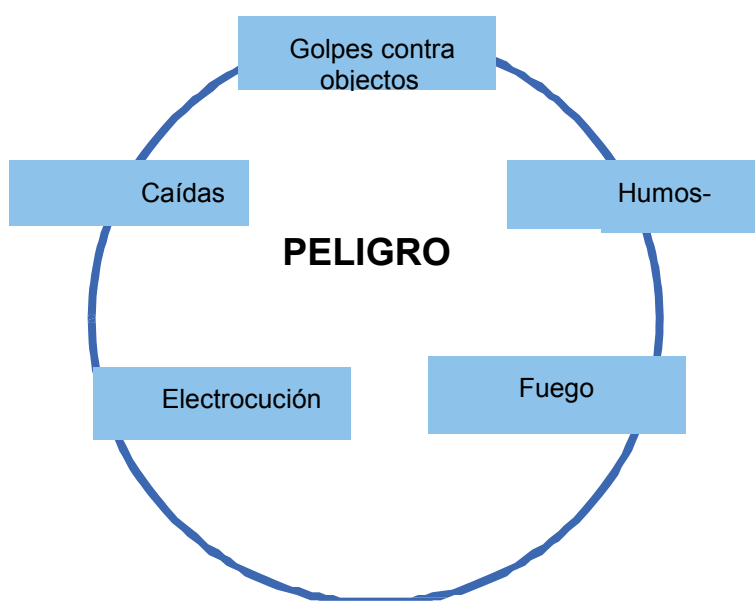 Golpes contra
objectos
Caídas
Humos-
PELIGRO
Electrocución
Fuego